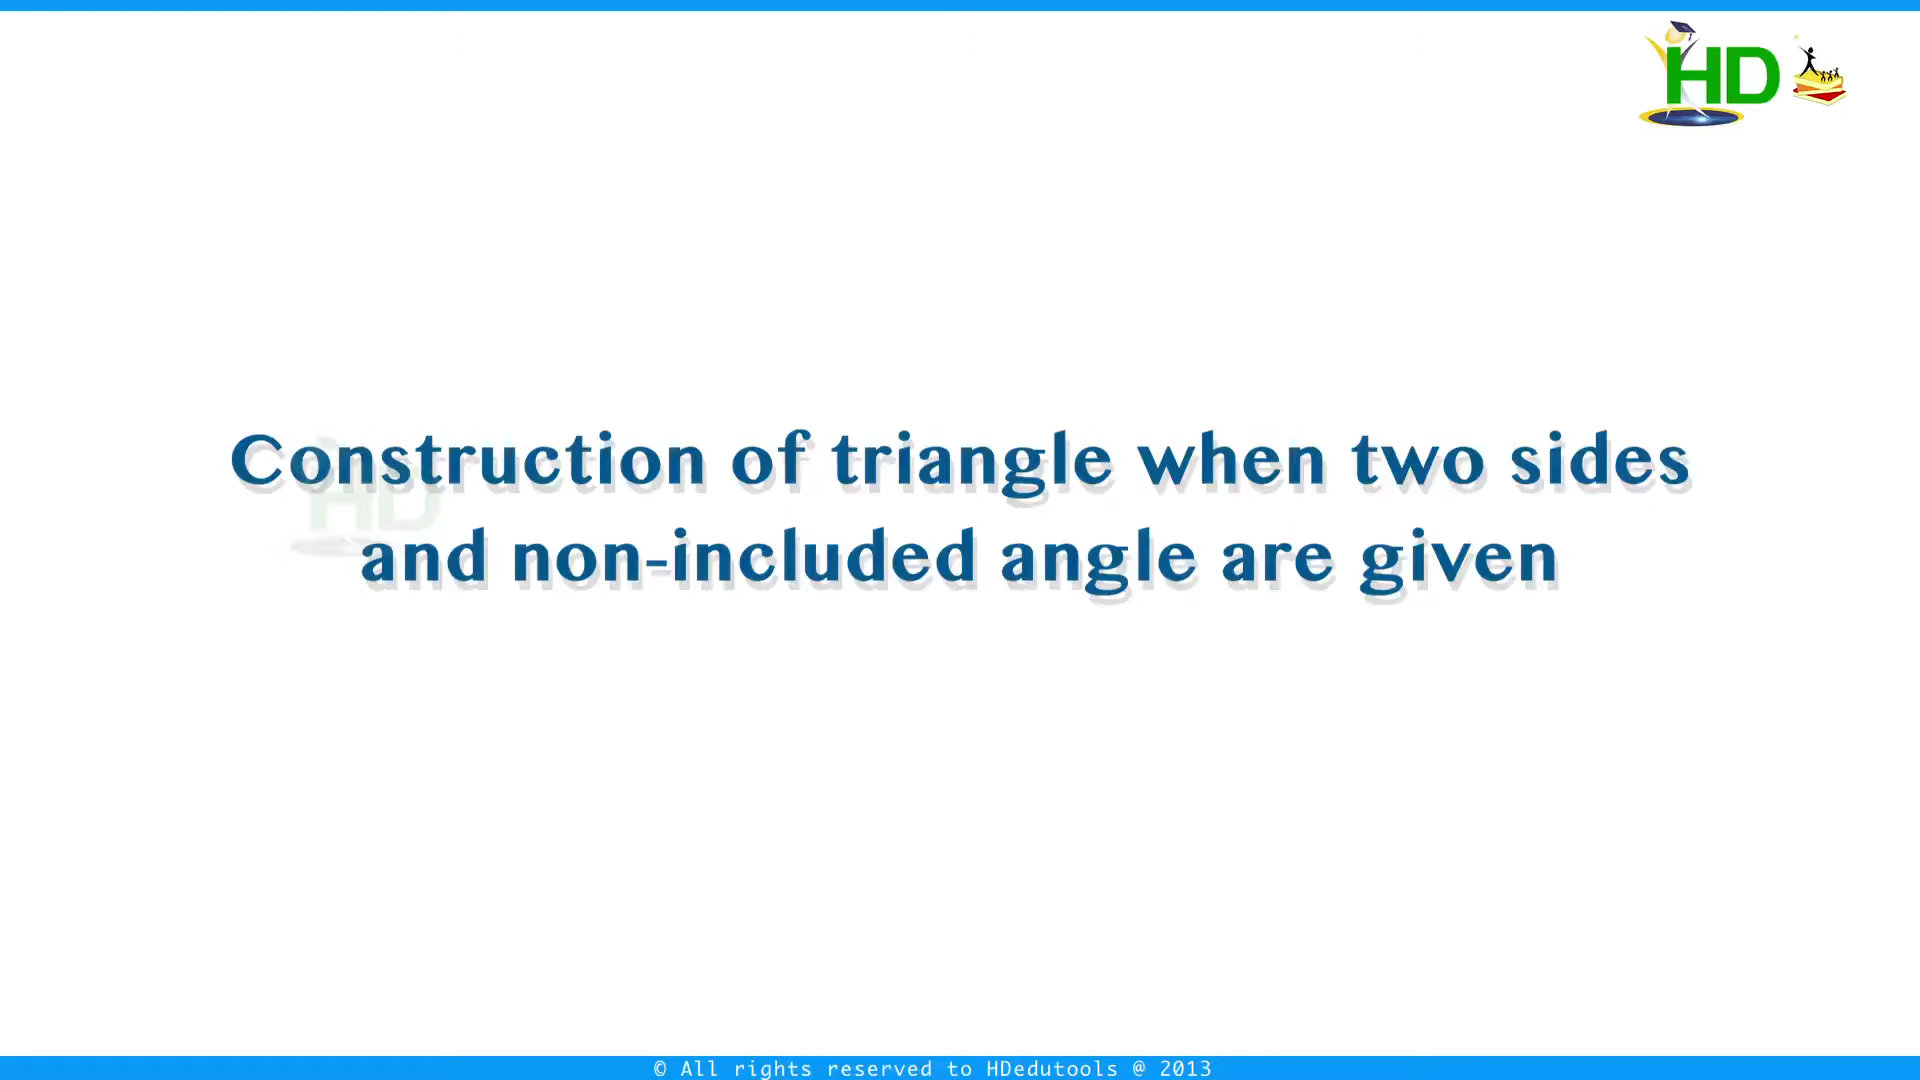 HD
Construction of triangle when two sides
and non-included angle are given
HD
© All rights reserved to HDedutools @ 2013